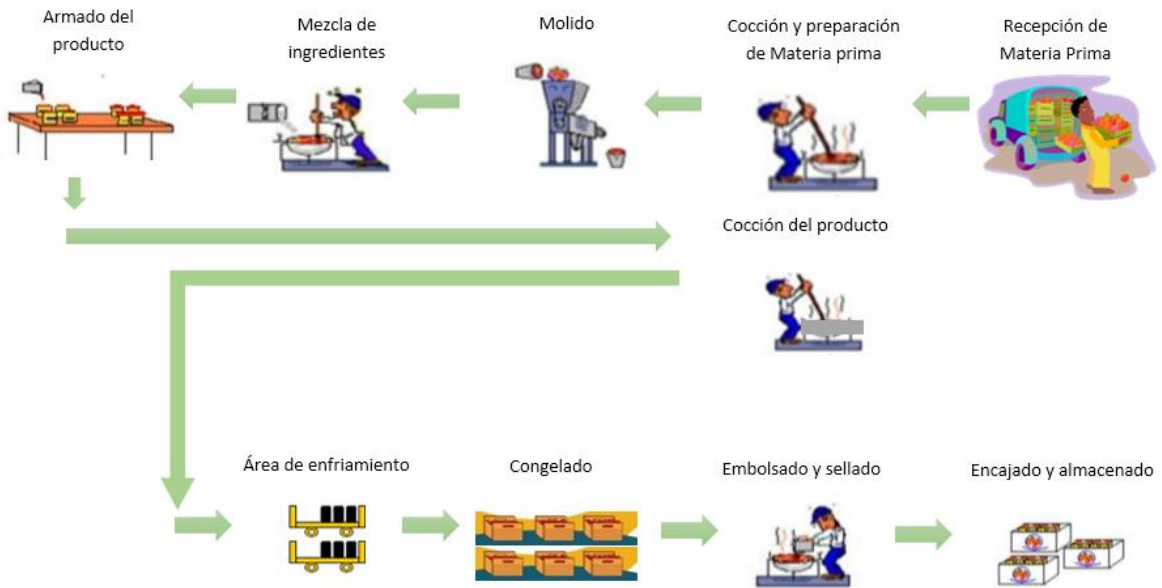 Armado del
producto
Mezcla de
ingredientes
Molido
Cocción y preparación
de Materia prima
Recepción de
Materia Prima
Cocción del producto
Área de enfriamiento
Congelado
Embolsado y sellado
Encajado y almacenado